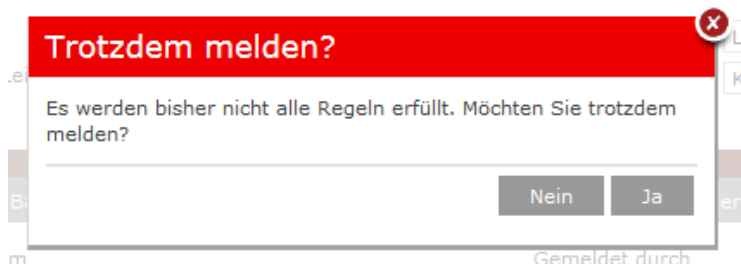 Trotzdem melden?
Es werden bisher nicht alle Regeln erfüllt. Möchten Sie trotzdem
melden?
Nein Ja
Gemeldet durch